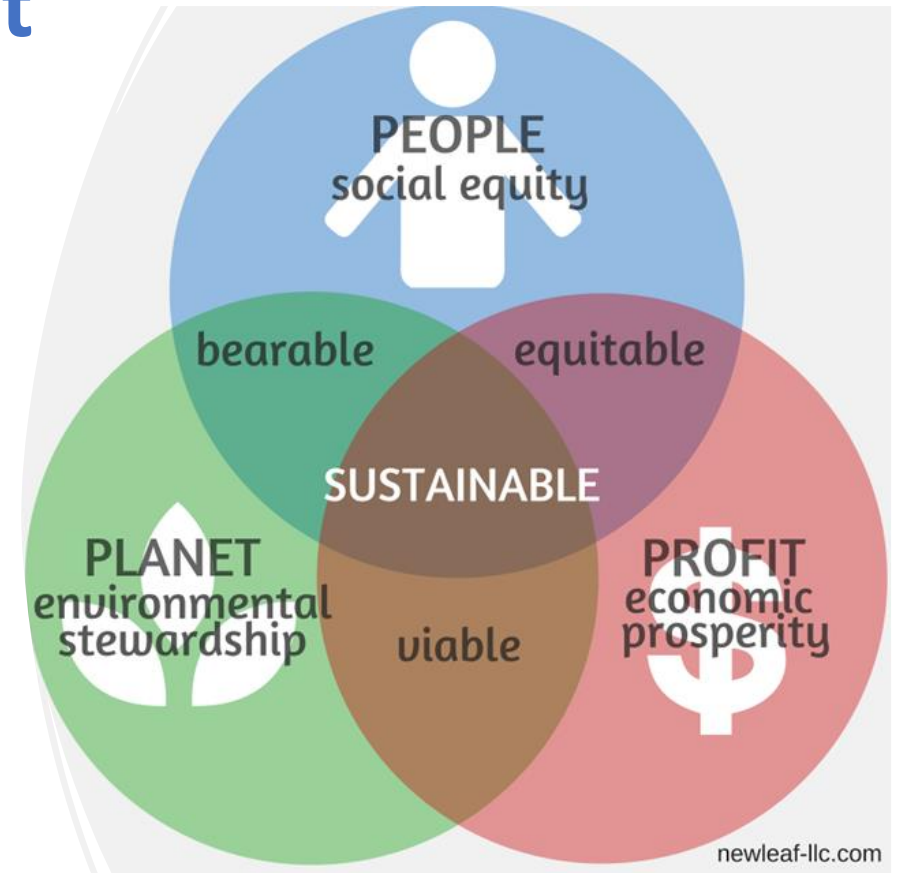 t
PEOPLE
social equity
bearable
equitable
SUSTAINABLE
PLANET
environmental
stewardship
PROFIT
economic
prosperity
viable
newleaf-llc.com